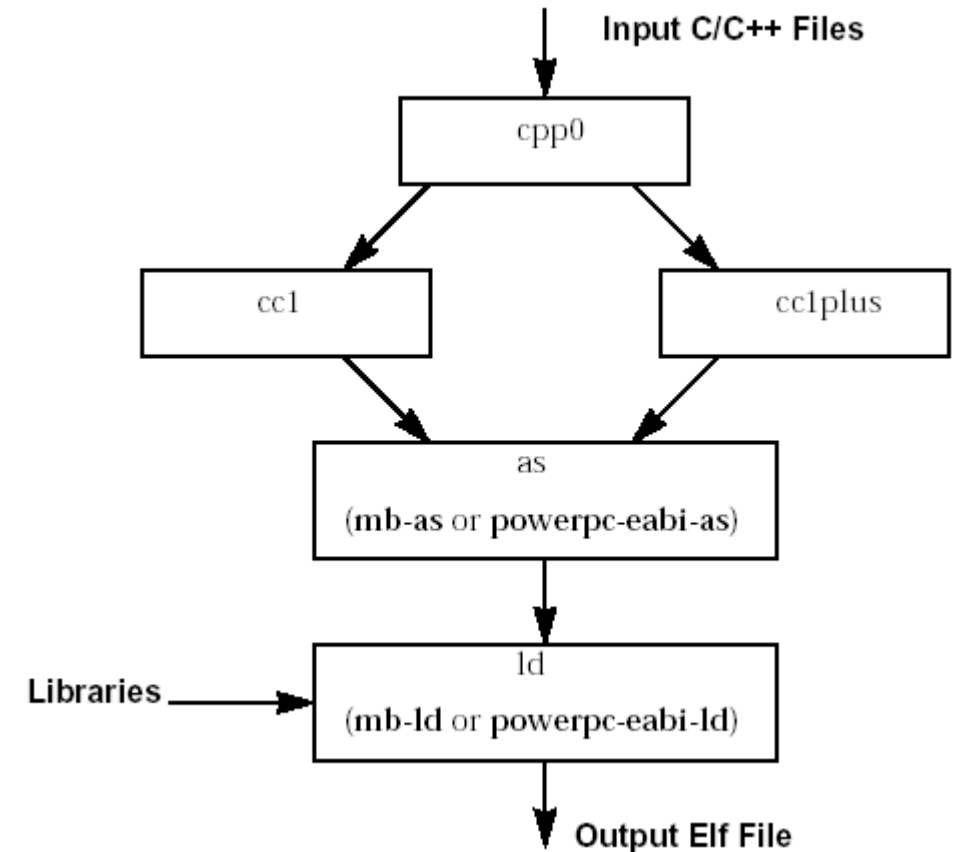 Input C/C++ Files
cpp0
cc1
cc1plus
as
(mb-as or powerpc-eabi-as)
ld
Libraries
(mb-ld or powerpc-eabi-ld)
Output Elf File